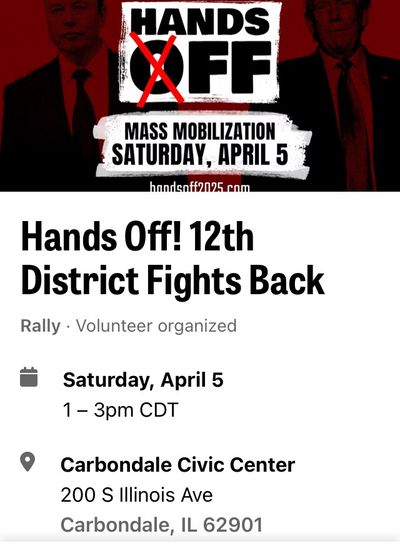 HANDS
OFF
MASS MOBILIZATION
SATURDAY, APRIL 5
handsoff2025.com
Hands Off! 12th
District Fights Back
Rally · Volunteer organized
Saturday, April 5
1 – 3pm CDT
Carbondale Civic Center
200 S Illinois Ave
Carbondale, IL 62901